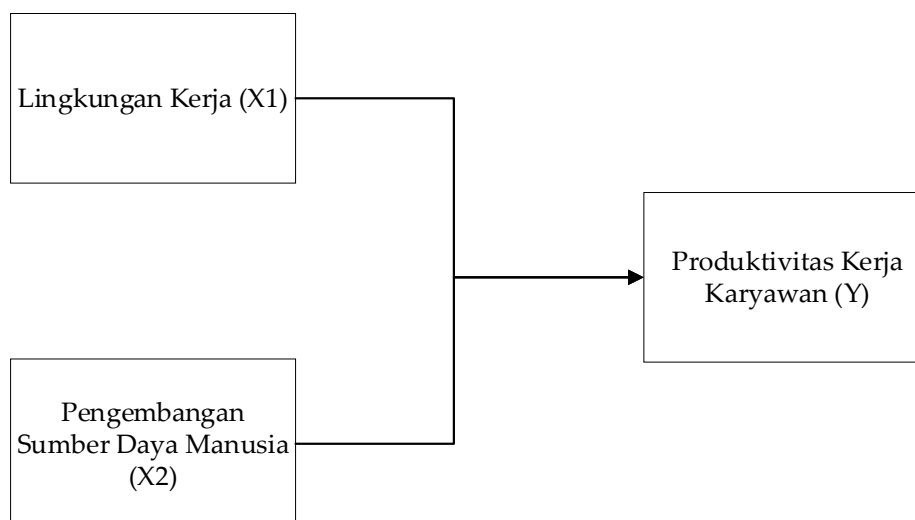 Lingkungan Kerja (X1)
Produktivitas Kerja
Karyawan (Y)
Pengembangan
Sumber Daya Manusia
(X2)